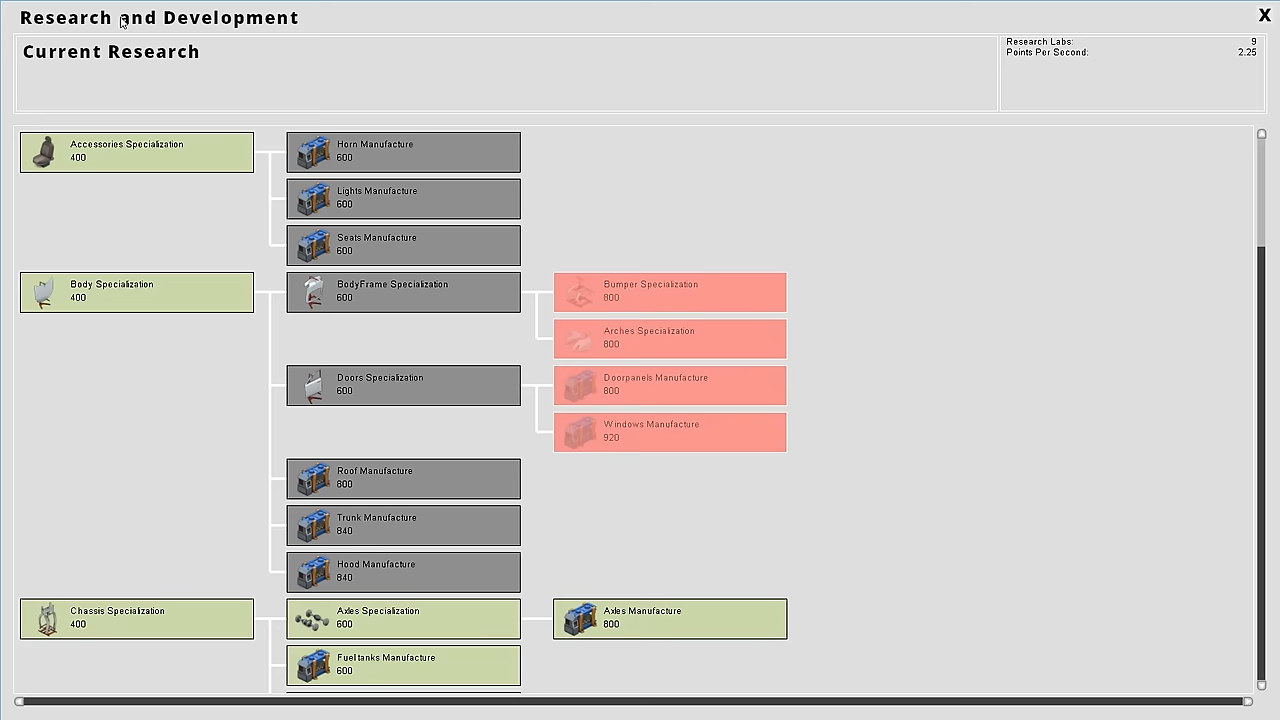 Research and Development
X
Current Research
Research Labs: 9
Points Per Second: 2.25
Accessories Specialization
400
Horn Manufacture
600
Lights Manufacture
600
Seats Manufacture
600
Body Specialization
400
BodyFrame Specialization
600
Bumper Specialization
800
Arches Specialization
800
Doors Specialization
600
Doorpanels Manufacture
800
Windows Manufacture
920
Roof Manufacture
800
Trunk Manufacture
840
Hood Manufacture
840
Chassis Specialization
400
Axles Specialization
600
Axles Manufacture
800
Fueltanks Manufacture
600